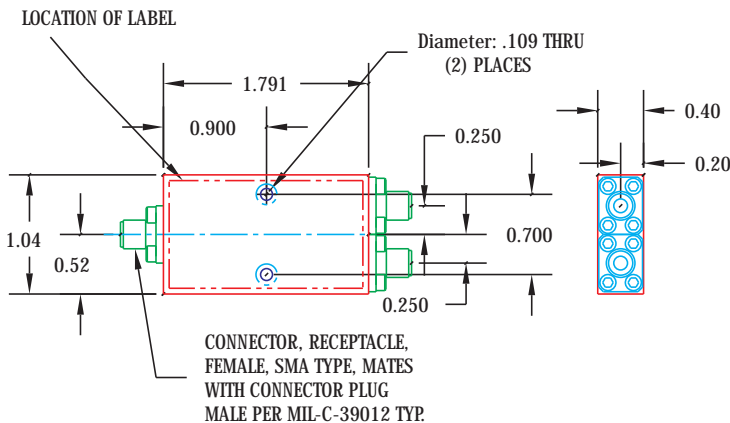 LOCATION OF LABEL
Diameter: .109 THRU
(2) PLACES
1.791
0.40
0.900
0.250
0.20
1.04
0.700
0.52
0.250
CONNECTOR, RECEPTACLE,
FEMALE, SMA TYPE, MATES
WITH CONNECTOR PLUG
MALE PER MIL-C-39012 TYP.